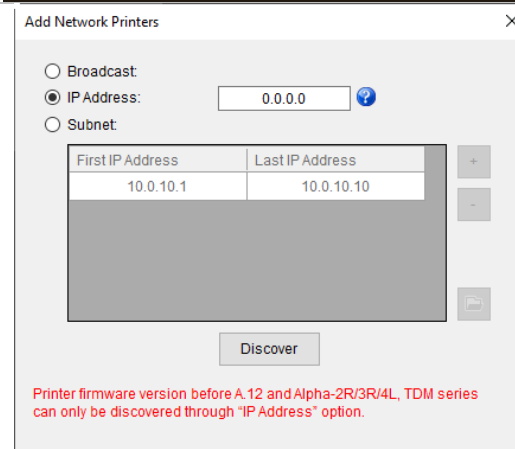 Add Network Printers
Broadcast:
IP Address:
0.0.0.0
?
Subnet:
First IP Address Last IP Address
+
10.0.10.1 10.0.10.10
-
Discover
Printer firmware version before A.12 and Alpha-2R/3R/4L, TDM series
can only be discovered through "IP Address" option.